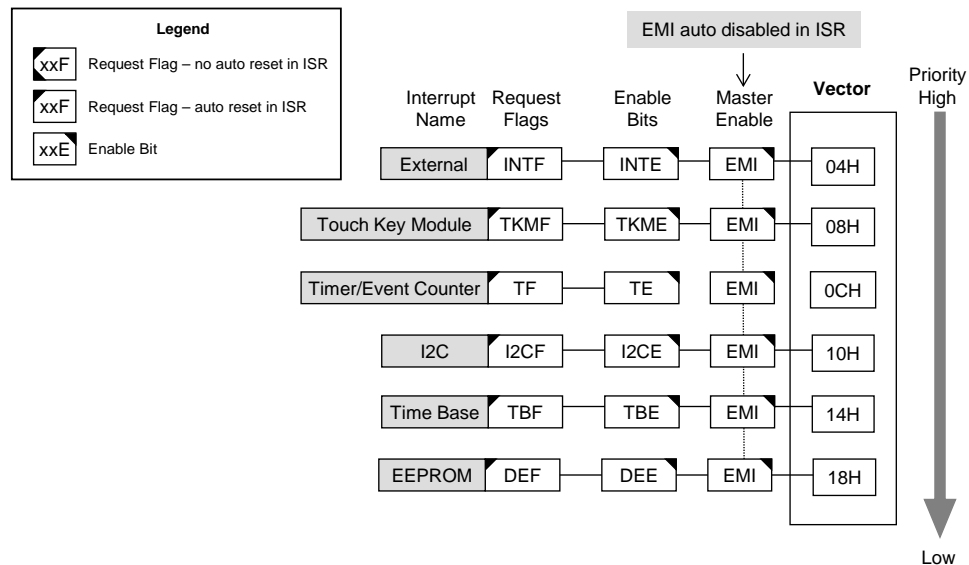 Legend
xxF Request Flag – no auto reset in ISR
xxF Request Flag – auto reset in ISR
xxE Enable Bit
EMI auto disabled in ISR
Interrupt Name
Request Flags
Enable Bits
Master Enable
Vector
Priority High
External INTF INTE EMI 04H
Touch Key Module TKMF TKME EMI 08H
Timer/Event Counter TF TE EMI 0CH
I2C I2CF I2CE EMI 10H
Time Base TBF TBE EMI 14H
EEPROM DEF DEE EMI 18H
Low